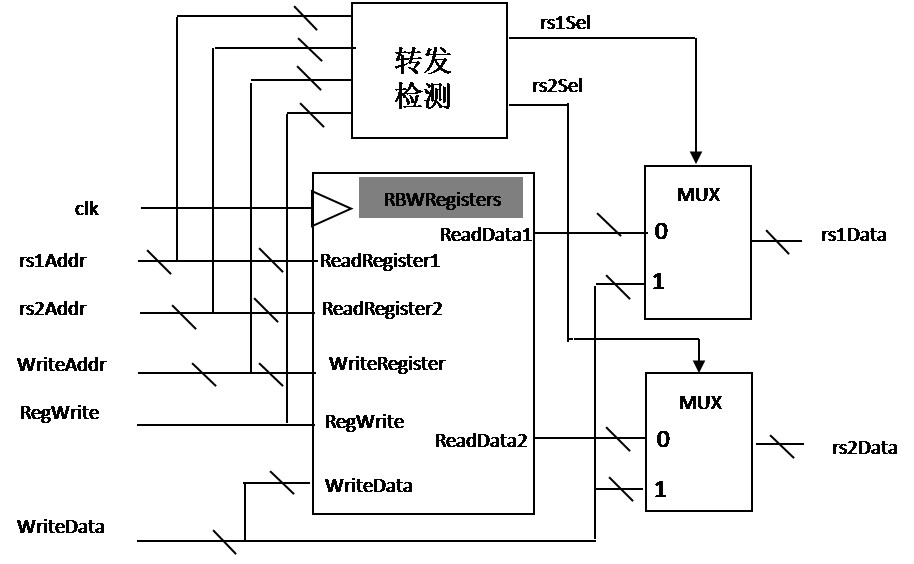 rs1Sel
转发
检测
rs2Sel
RBWRegisters
MUX
clk
ReadData1
0
rs1Data
rs1Addr
ReadRegister1
1
rs2Addr
ReadRegister2
WriteAddr
WriteRegister
RegWrite
RegWrite
MUX
ReadData2
0
rs2Data
WriteData
1
WriteData